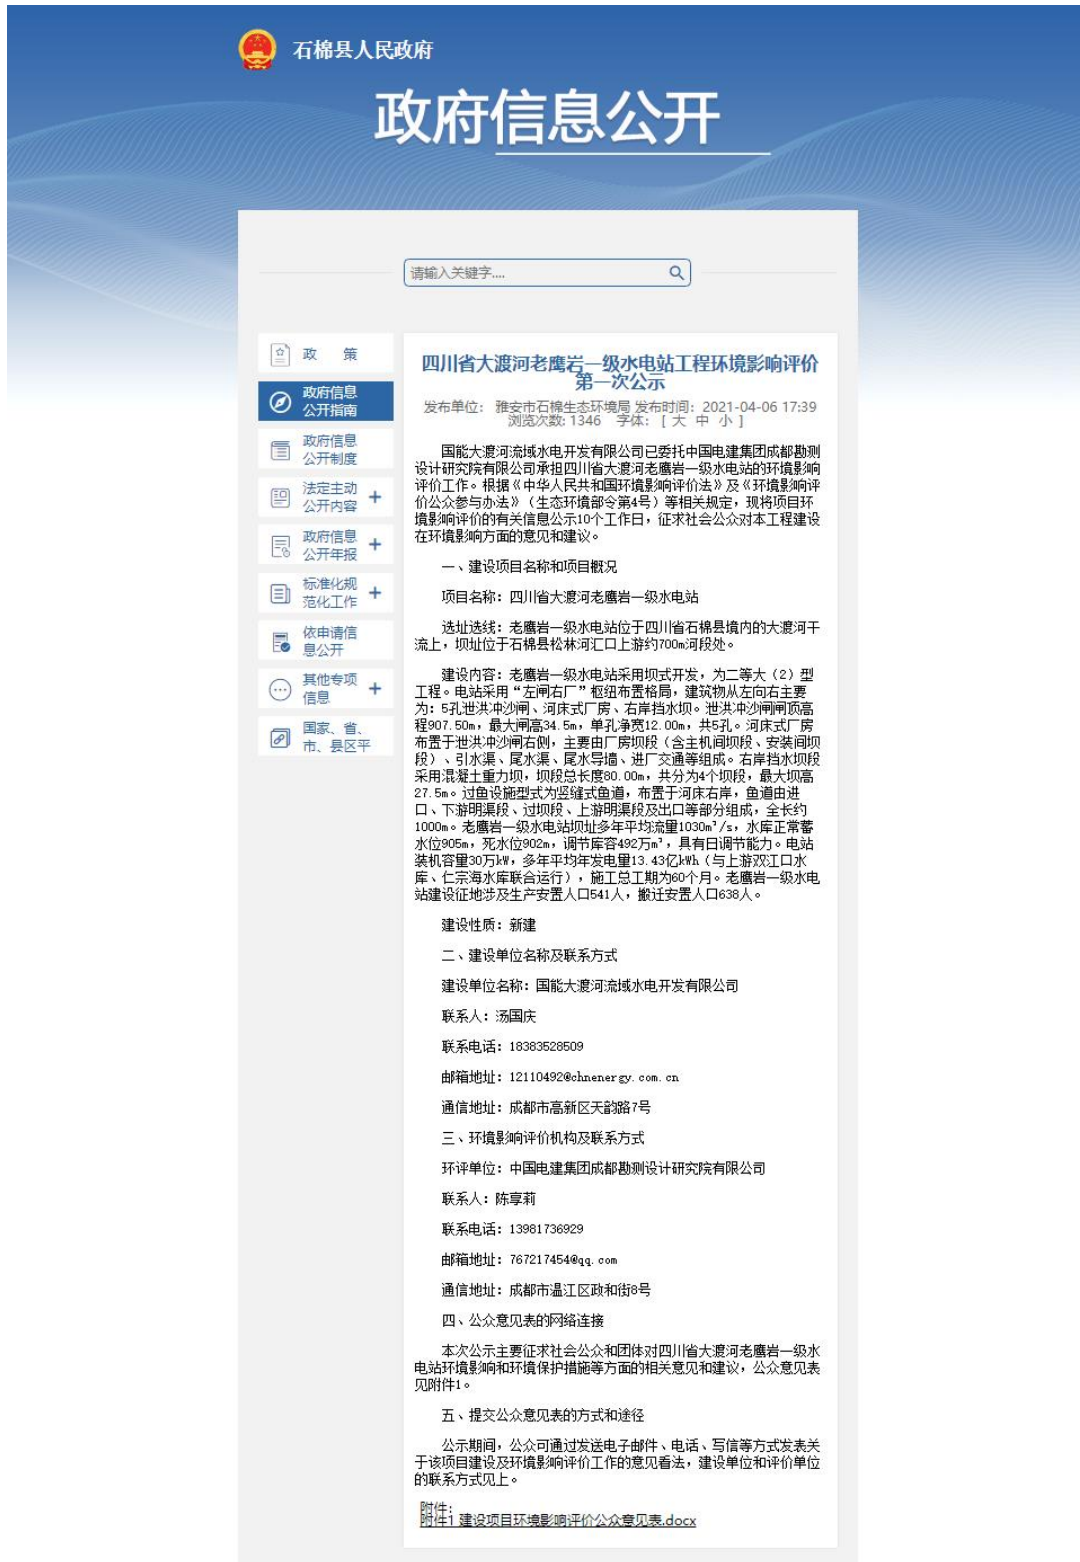 石棉县人民政府
政府信息公开
请输入关键字....
政 策
政府信息
公开指南
政府信息
公开制度
法定主动
公开内容 +
政府信息
公开年报 +
标准化规
范化工作 +
依申请信
息公开
其他专项
信息 +
国家、省、
市、县区平
四川省大渡河老鹰岩一级水电站工程环境影响评价
第一次公示
发布单位： 雅安市石棉生态环境局 发布时间：2021-04-06 17:39
浏览次数: 1346 字体：[ 大 中 小 ]
国能大渡河流域水电开发有限公司已委托中国电建集团成都勘测
设计研究院有限公司承担四川省大渡河老鹰岩一级水电站的环境影响
评价工作。根据《中华人民共和国环境影响评价法》及《环境影响评
价公众参与办法》（生态环境部令第4号）等相关规定，现将项目环
境影响评价的有关信息公示10个工作日，征求社会公众对本工程建设
在环境影响方面的意见和建议。
一、建设项目名称和项目概况
项目名称：四川省大渡河老鹰岩一级水电站
选址选线：老鹰岩一级水电站位于四川省石棉县境内的大渡河干
流上，坝址位于石棉县松林河汇口上游约700m河段处。
建设内容：老鹰岩一级水电站采用坝式开发，为二等大（2）型
工程。电站采用“左闸右厂”枢纽布置格局，建筑物从左向右主要
为：5孔泄洪冲沙闸、河床式厂房、右岸挡水坝。泄洪冲沙闸闸顶高
程907.50m，最大闸高34.5m，单孔净宽12.00m，共5孔。河床式厂房
布置于泄洪冲沙闸右侧，主要由厂房坝段（含主机间坝段、安装间坝
段）、引水渠、尾水渠、尾水导墙、进厂交通等组成。右岸挡水坝段
采用混凝土重力坝，坝段总长度80.00m，共分为4个坝段，最大坝高
27.5m。过鱼设施型式为竖缝式鱼道，布置于河床右岸，鱼道由进
口、下游明渠段、过坝段、上游明渠段及出口等部分组成，全长约
1000m。老鹰岩一级水电站坝址多年平均流量1030m³/s，水库正常蓄
水位905m，死水位902m，调节库容492万m³，具有日调节能力。电站
装机容量30万kW，多年平均年发电量13.43亿kWh（与上游双江口水
库、仁宗海水库联合运行），施工总工期为60个月。老鹰岩一级水电
站建设征地涉及生产安置人口541人，搬迁安置人口638人。
建设性质：新建
二、建设单位名称及联系方式
建设单位名称：国能大渡河流域水电开发有限公司
联系人：汤国庆
联系电话：18383528509
邮箱地址：12110492@chnenergy.com.cn
通信地址：成都市高新区天韵路7号
三、环境影响评价机构及联系方式
环评单位：中国电建集团成都勘测设计研究院有限公司
联系人：陈享莉
联系电话：13981736929
邮箱地址：767217454@qq.com
通信地址：成都市温江区政和街8号
四、公众意见表的网络连接
本次公示主要征求社会公众和团体对四川省大渡河老鹰岩一级水
电站环境影响和环境保护措施等方面的相关意见和建议，公众意见表
见附件1。
五、提交公众意见表的方式和途径
公示期间，公众可通过发送电子邮件、电话、写信等方式发表关
于该项目建设及环境影响评价工作的意见看法，建设单位和评价单位
的联系方式见上。
附件：
附件1 建设项目环境影响评价公众意见表.docx